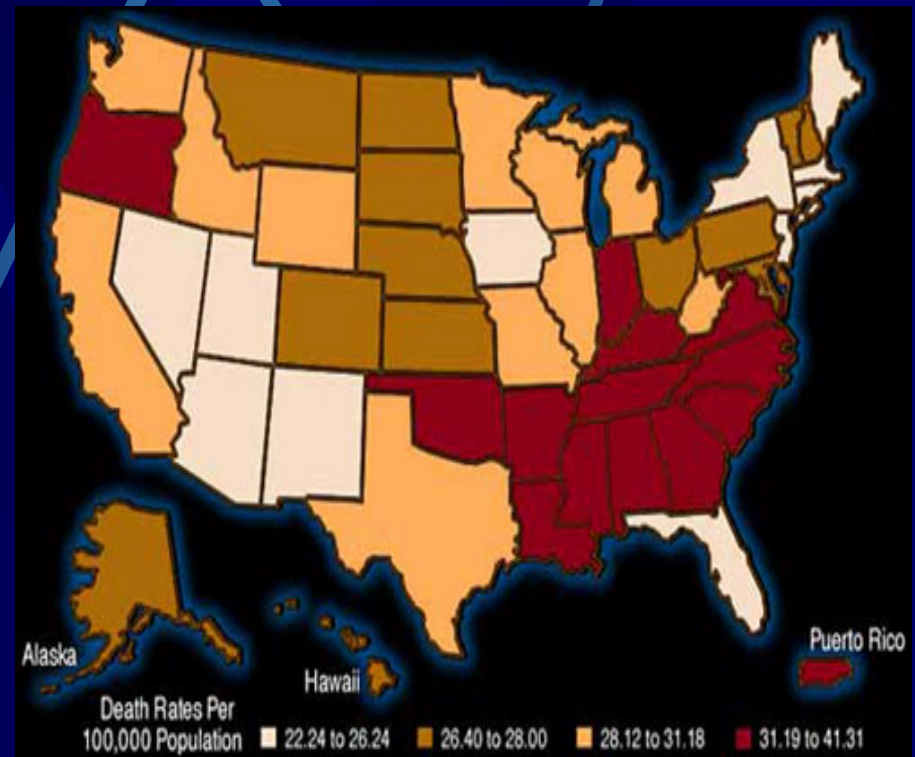 Alaska
Hawaii
Puerto Rico
Death Rates Per
100,000 Population
22.24 to 26.24
26.40 to 28.00
28.12 to 31.18
31.19 to 41.31